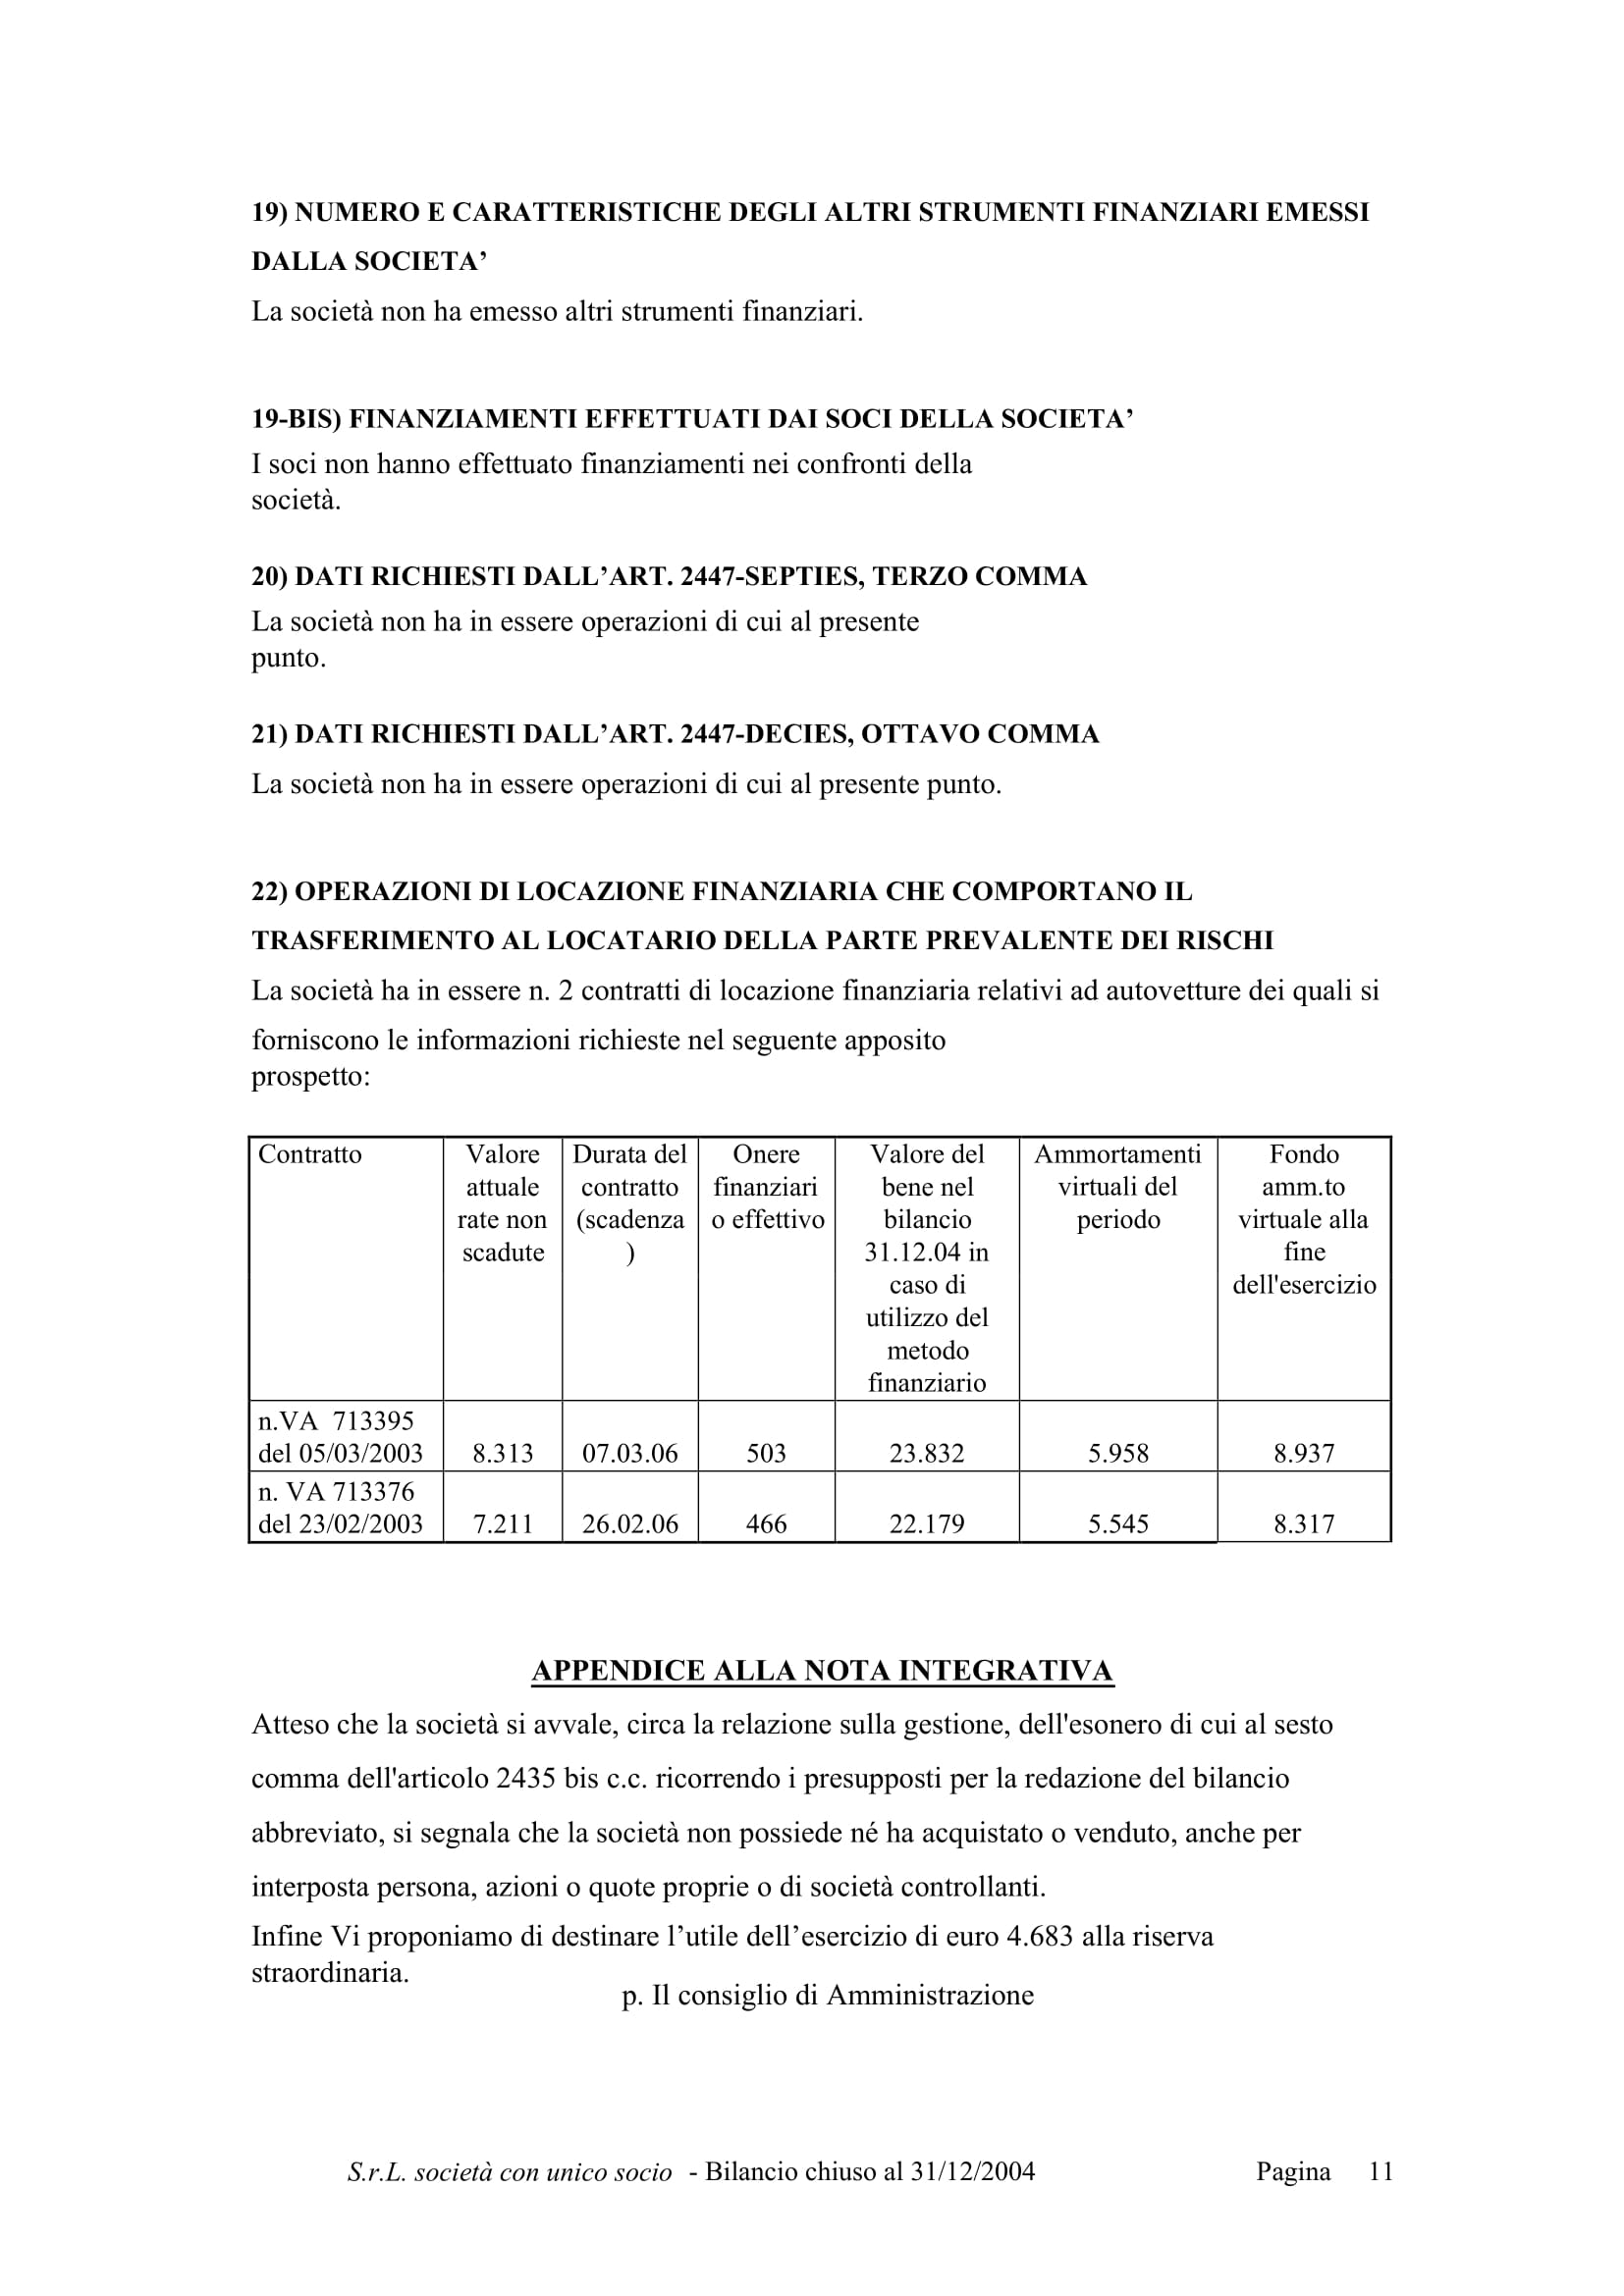 19) NUMERO E CARATTERISTICHE DEGLI ALTRI STRUMENTI FINANZIARI EMESSI
DALLA SOCIETA’
La società non ha emesso altri strumenti finanziari.
19-BIS) FINANZIAMENTI EFFETTUATI DAI SOCI DELLA SOCIETA’
I soci non hanno effettuato finanziamenti nei confronti della
società.
20) DATI RICHIESTI DALL’ART. 2447-SEPTIES, TERZO COMMA
La società non ha in essere operazioni di cui al presente
punto.
21) DATI RICHIESTI DALL’ART. 2447-DECIES, OTTAVO COMMA
La società non ha in essere operazioni di cui al presente punto.
22) OPERAZIONI DI LOCAZIONE FINANZIARIA CHE COMPORTANO IL
TRASFERIMENTO AL LOCATARIO DELLA PARTE PREVALENTE DEI RISCHI
La società ha in essere n. 2 contratti di locazione finanziaria relativi ad autovetture dei quali si
forniscono le informazioni richieste nel seguente apposito
prospetto:
Contratto Valore Durata del Onere Valore del Ammortamenti Fondo
attuale contratto finanziari bene nel virtuali del amm.to
rate non (scadenza o effettivo bilancio periodo virtuale alla
scadute ) 31.12.04 in fine
caso di dell'esercizio
utilizzo del
metodo
finanziario
n.VA 713395
del 05/03/2003 8.313 07.03.06 503 23.832 5.958 8.937
n. VA 713376
del 23/02/2003 7.211 26.02.06 466 22.179 5.545 8.317
APPENDICE ALLA NOTA INTEGRATIVA
Atteso che la società si avvale, circa la relazione sulla gestione, dell'esonero di cui al sesto
comma dell'articolo 2435 bis c.c. ricorrendo i presupposti per la redazione del bilancio
abbreviato, si segnala che la società non possiede né ha acquistato o venduto, anche per
interposta persona, azioni o quote proprie o di società controllanti.
Infine Vi proponiamo di destinare l’utile dell’esercizio di euro 4.683 alla riserva
straordinaria.
p. Il consiglio di Amministrazione
S.r.L. società con unico socio - Bilancio chiuso al 31/12/2004 Pagina 11